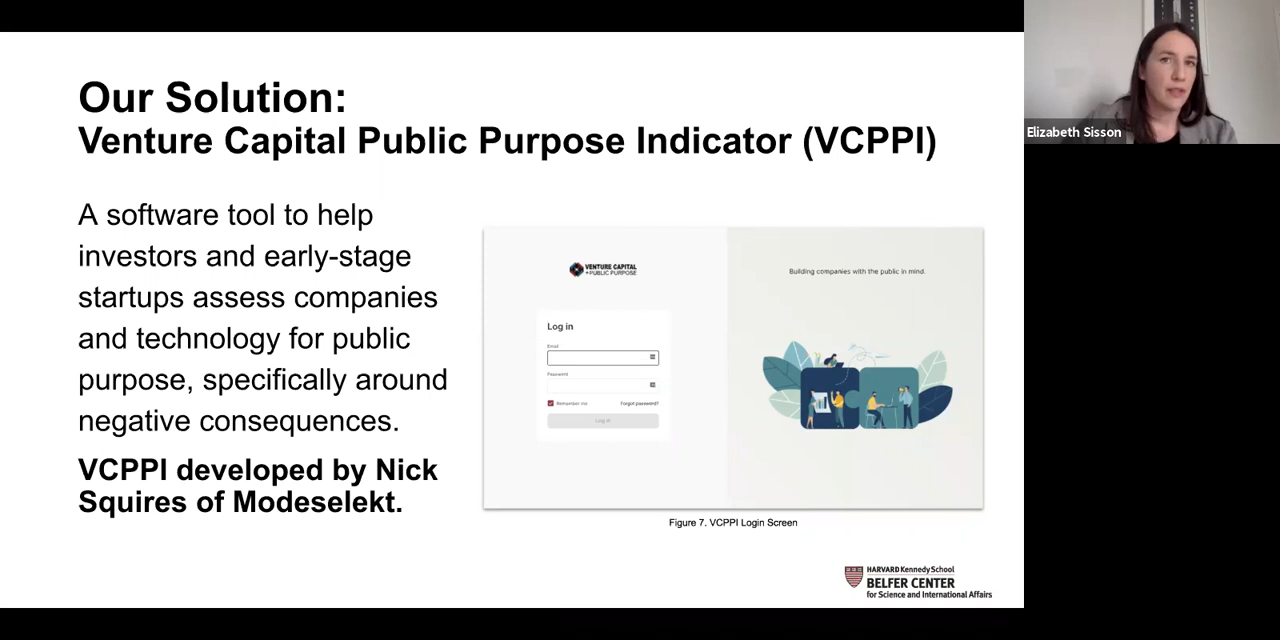 Our Solution:
Venture Capital Public Purpose Indicator (VCPPI)
A software tool to help
investors and early-stage
startups assess companies
and technology for public
purpose, specifically around
negative consequences.
VCPPI developed by Nick
Squires of Modeselekt.
VENTURE CAPITAL
+ PUBLIC PURPOSE
Log in
Email
Password
Remember me
Forgot password?
Log in
Building companies with the public in mind.
Figure 7. VCPPI Login Screen
HARVARD Kennedy School
BELFER CENTER
for Science and International Affairs
Elizabeth Sisson